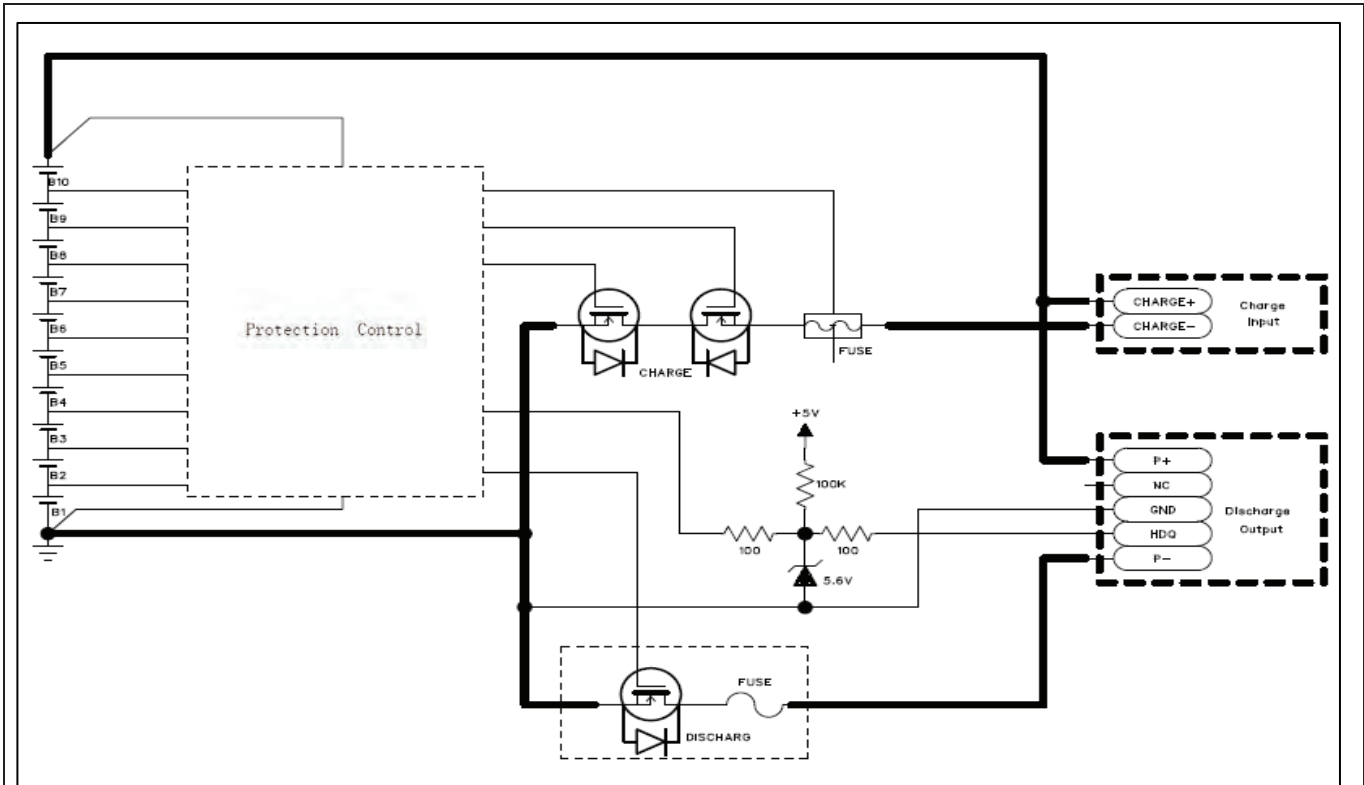 B10
B9
B8
B7
B6
B5
B4
B3
B2
B1
Protection Control
CHARGE
FUSE
CHARGE+
CHARGE-
Charge
Input
+5V
100K
100
100
5.6V
P+
NC
GND
HDQ
P-
Discharge
Output
FUSE
DISCHARG